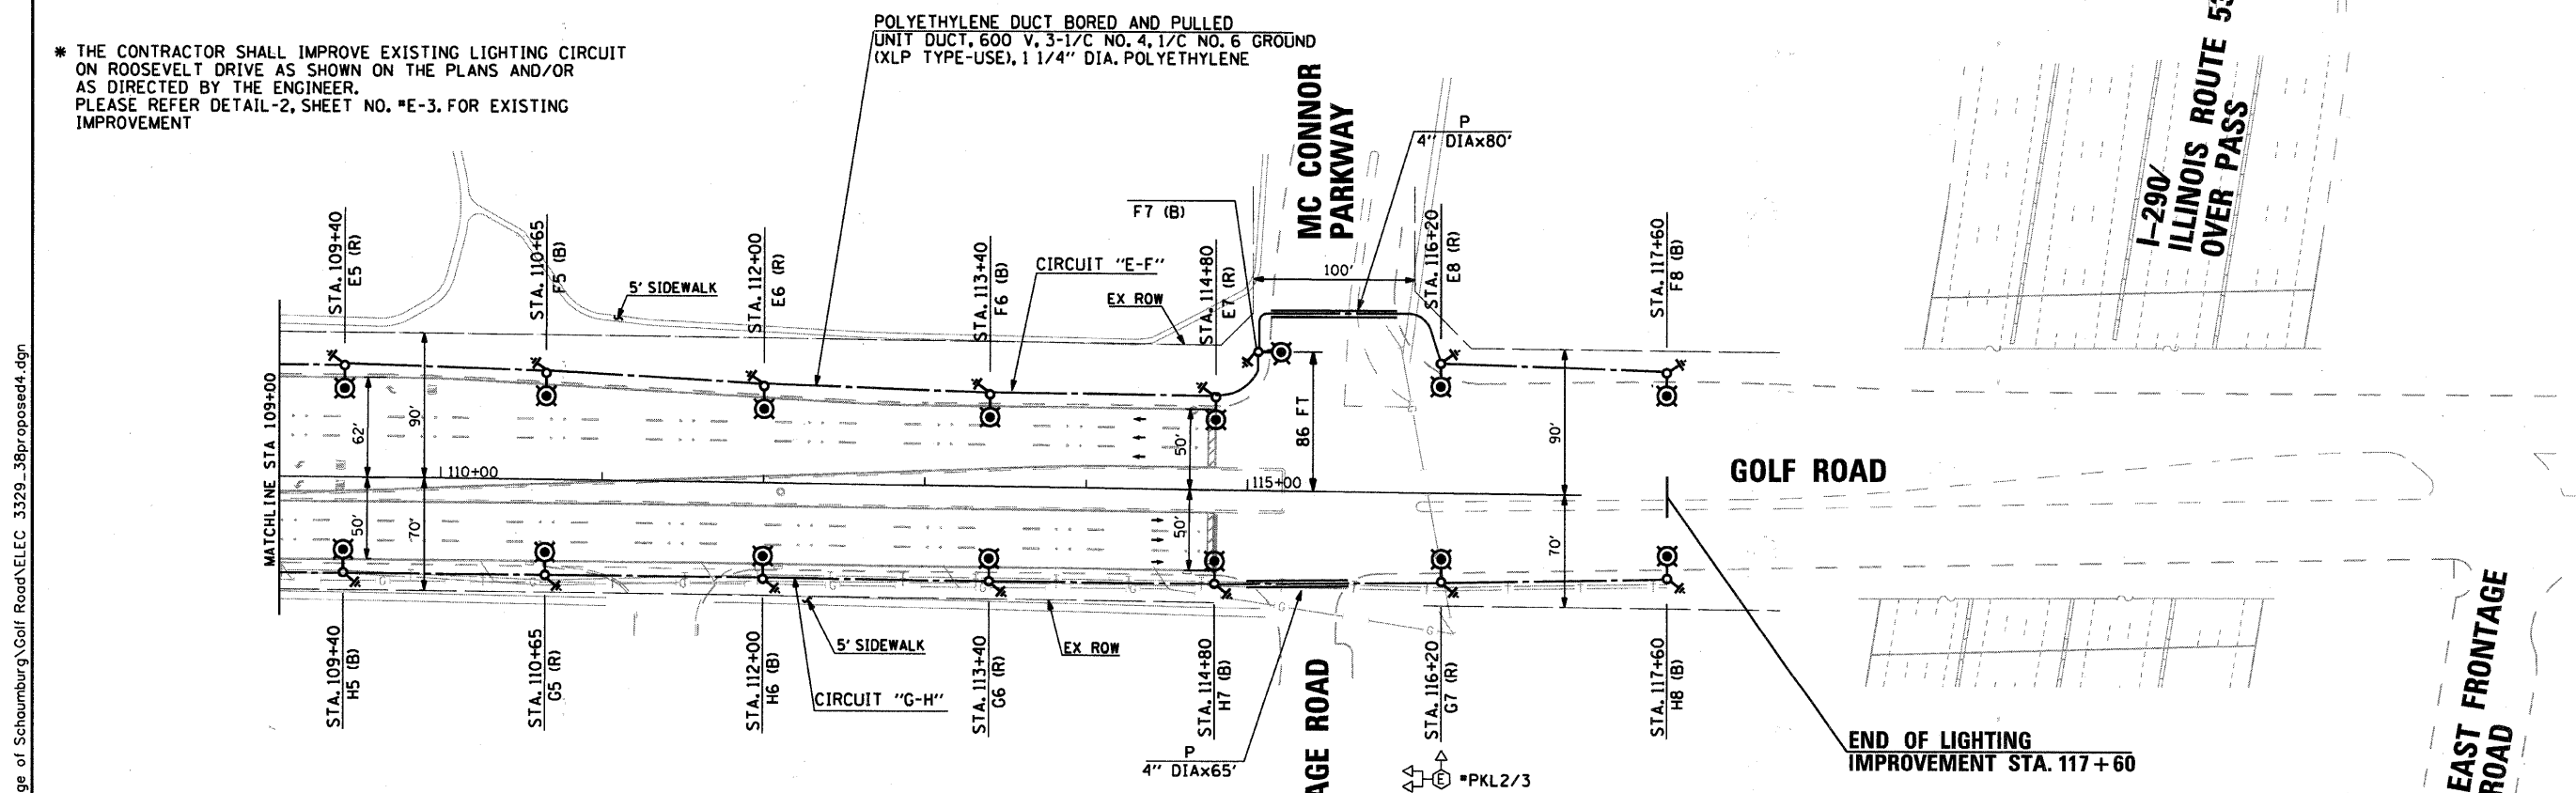 * THE CONTRACTOR SHALL IMPROVE EXISTING LIGHTING CIRCUIT
ON ROOSEVELT DRIVE AS SHOWN ON THE PLANS AND/OR
AS DIRECTED BY THE ENGINEER.
PLEASE REFER DETAIL-2, SHEET NO. *E-3. FOR EXISTING
IMPROVEMENT
POLYETHYLENE DUCT BORED AND PULLED
UNIT DUCT, 600 V, 3-1/C NO. 4, 1/C NO. 6 GROUND
(XLP TYPE-USE), 1 1/4" DIA. POLYETHYLENE
MC CONNOR
PARKWAY
P
4" DIAx80'
I-290/
ILLINOIS ROUTE 53
OVER PASS
STA. 109+40
E5 (R)
STA. 110+65
F5 (B)
5' SIDEWALK
STA. 112+00
E6 (R)
STA. 113+40
F6 (B)
CIRCUIT "E-F"
EX ROW
STA. 114+80
E7 (R)
F7 (B)
100'
STA. 116+20
E8 (R)
STA. 117+60
F8 (B)
MATCHLINE STA 109+00
62'
90'
50'
86 FT
90'
110+00
115+00
GOLF ROAD
50'
70'
50'
70'
STA. 109+40
H5 (B)
STA. 110+65
G5 (R)
STA. 112+00
H6 (B)
5' SIDEWALK
CIRCUIT "G-H"
STA. 113+40
G6 (R)
EX ROW
STA. 114+80
H7 (B)
P
4" DIAx65'
AGE ROAD
STA. 116+20
G7 (R)
E
*PKL2/3
STA. 117+60
H8 (B)
END OF LIGHTING
IMPROVEMENT STA. 117+60
EAST FRONTAGE
ROAD
ge of Schaumburg\Golf Road\ELEC 3329_38proposed4.dgn